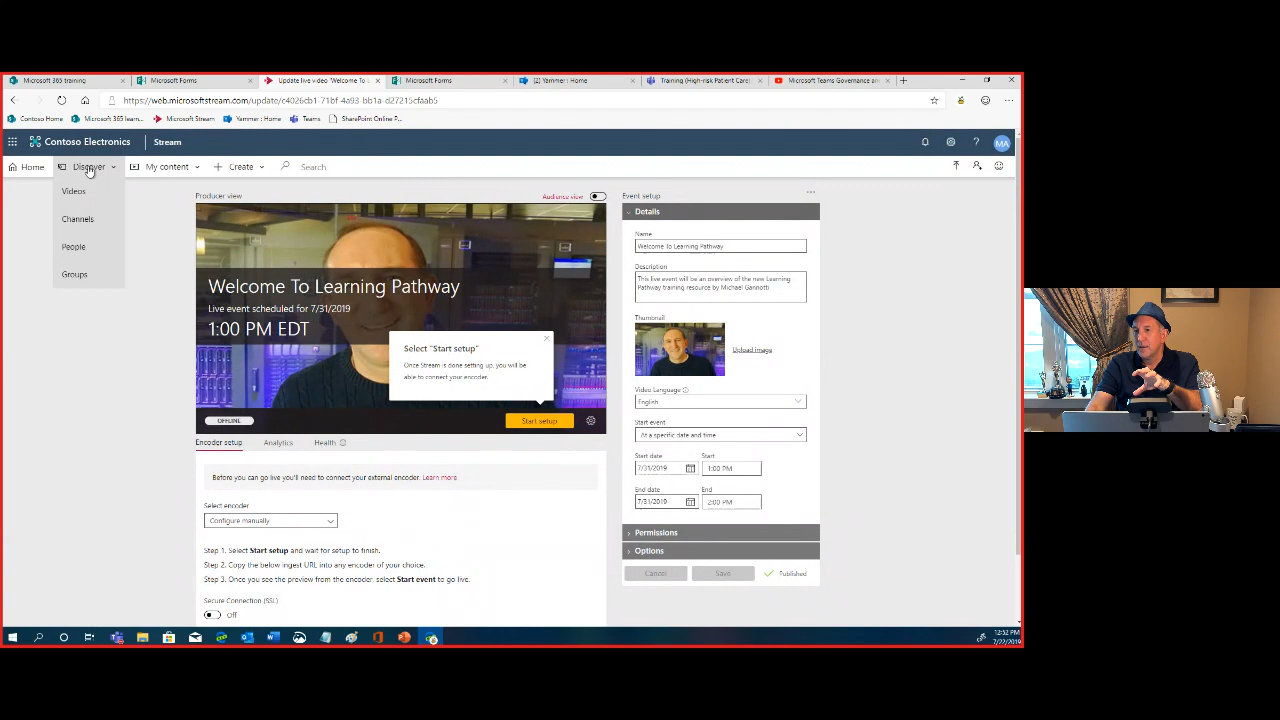 Microsoft 365 training
Microsoft Forms
Update live video 'Welcome To L
Microsoft Forms
(2) Yammer : Home
Training (High-risk Patient Care)
Microsoft Teams Governance an
https://web.microsoftstream.com/update/c4026cb1-71bf-4a93-bb1a-d27215cfaab5
Contoso Home
Microsoft 365 learn...
Microsoft Stream
Yammer : Home
Teams
SharePoint Online P...
Contoso Electronics
Stream
MA
Home
Discover
My content
Create
Search
Videos
Channels
People
Groups
Producer view
Audience view
Welcome To Learning Pathway
Live event scheduled for 7/31/2019
1:00 PM EDT
Select "Start setup"
Once Stream is done setting up, you will be
able to connect your encoder.
OFFLINE
Start setup
Encoder setup
Analytics
Health
Before you can go live you'll need to connect your external encoder. Learn more
Select encoder
Configure manually
Step 1. Select Start setup and wait for setup to finish.
Step 2. Copy the below ingest URL into any encoder of your choice.
Step 3. Once you see the preview from the encoder, select Start event to go live.
Secure Connection (SSL)
Off
Event setup
Details
Name
Welcome To Learning Pathway
Description
This live event will be an overview of the new Learning
Pathway training resource by Michael Gannotti
Thumbnail
Upload image
Video Language
English
Start event
At a specific date and time
Start date
Start
7/31/2019
1:00 PM
End date
End
7/31/2019
2:00 PM
Permissions
Options
Cancel
Save
Published
12:52 PM
7/22/2019